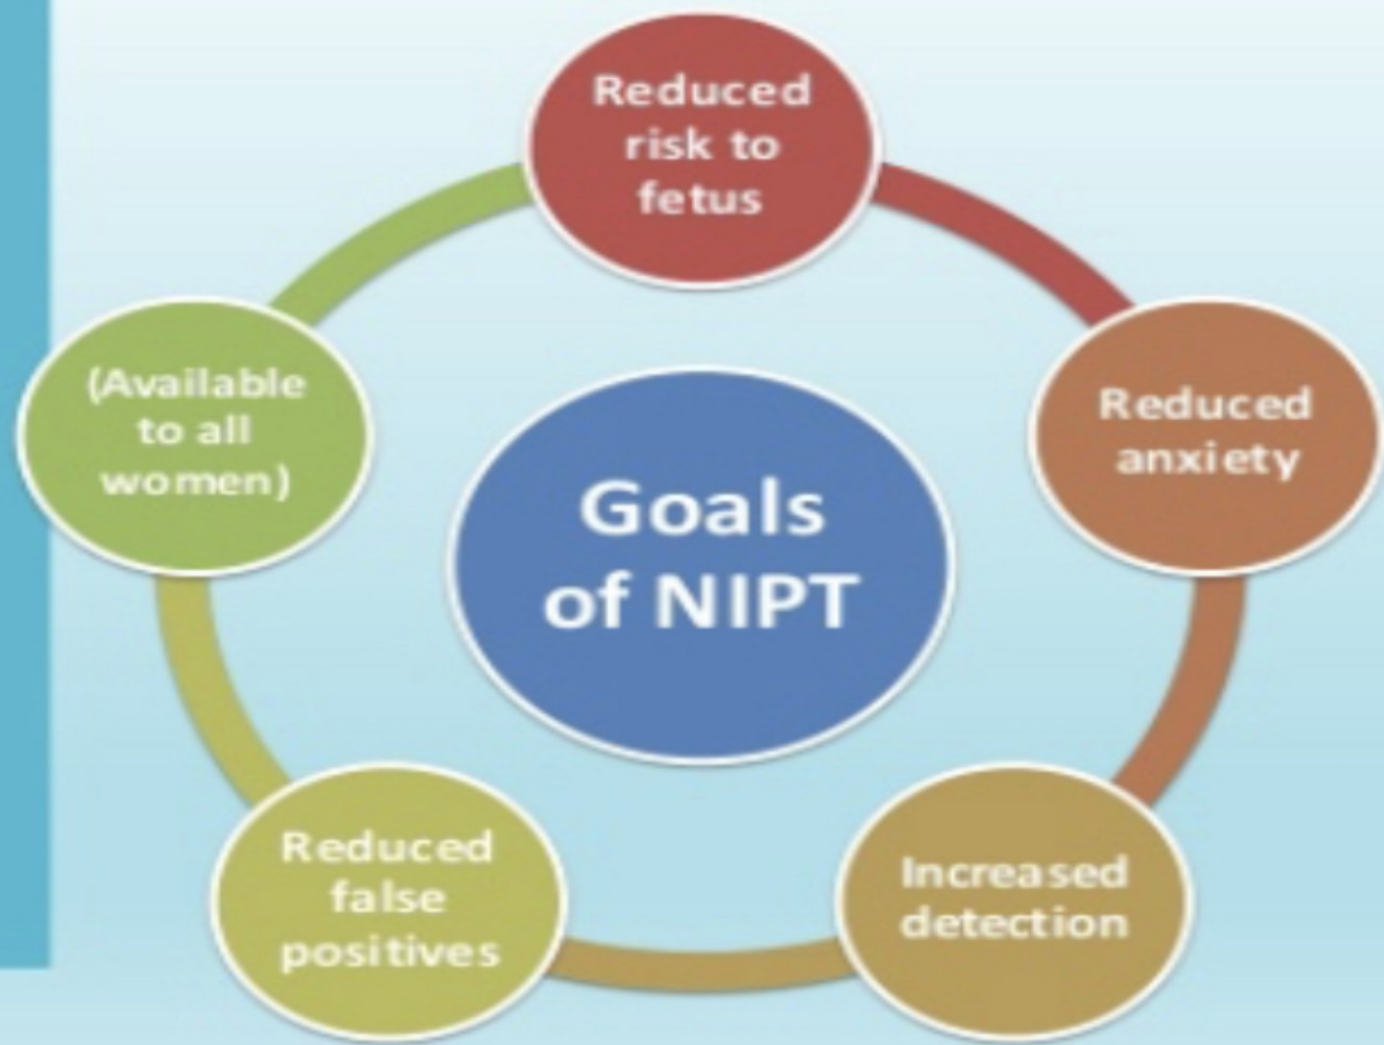 Reduced
risk to
fetus
Reduced
anxiety
Increased
detection
Reduced
false
positives
(Available
to all
women)
Goals
of NIPT